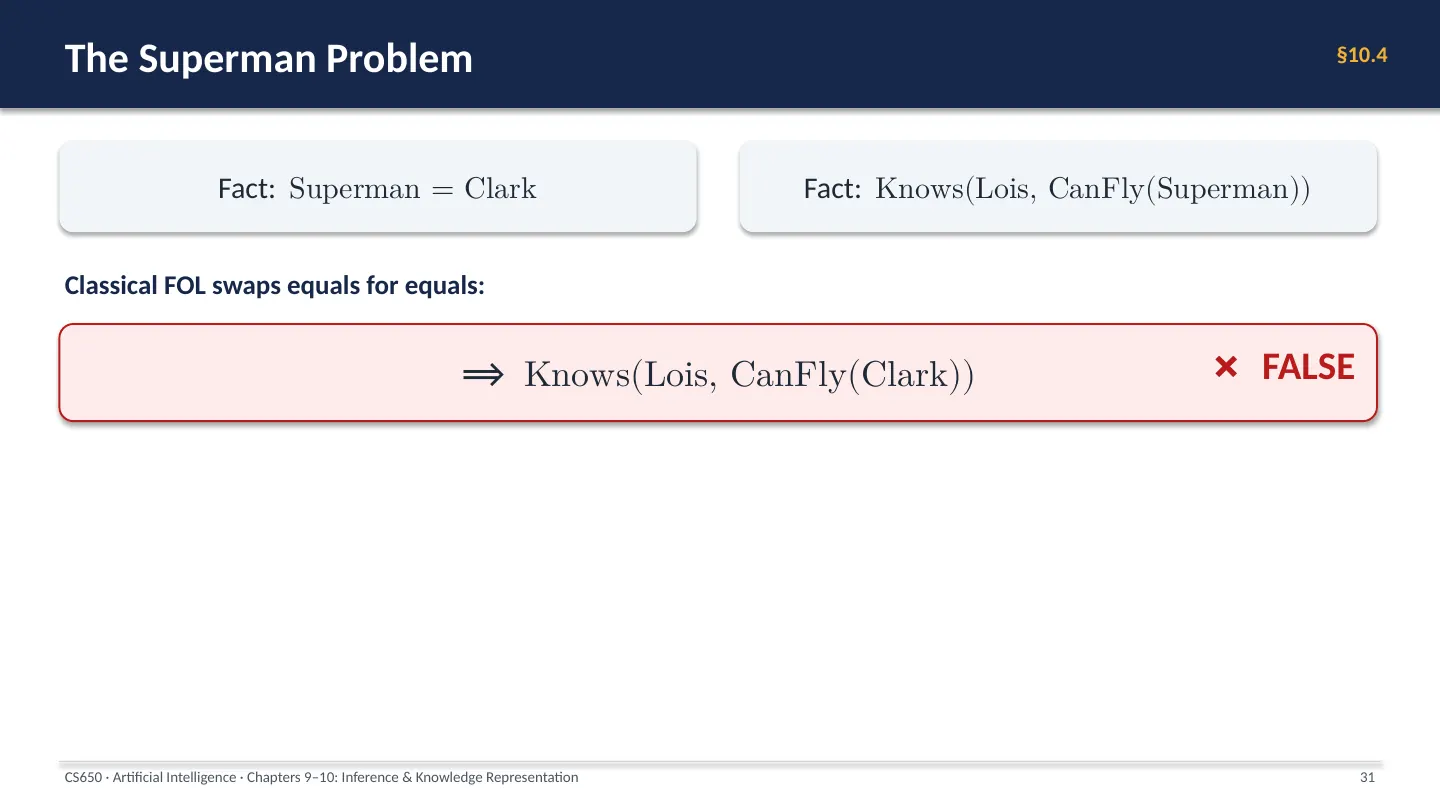 The Superman Problem
§10.4
Fact: Superman = Clark
Fact: Knows(Lois, CanFly(Superman))
Classical FOL swaps equals for equals:
⟹ Knows(Lois, CanFly(Clark))
× FALSE
CS650 · Artificial Intelligence · Chapters 9–10: Inference & Knowledge Representation
31